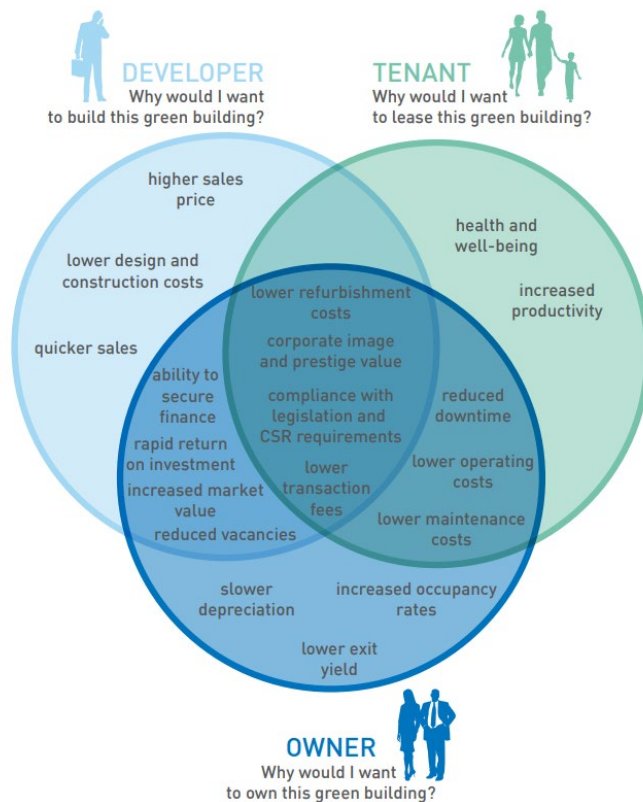 DEVELOPER
Why would I want
to build this green building?
TENANT
Why would I want
to lease this green building?
higher sales
price
health and
well-being
lower design and
construction costs
increased
productivity
lower refurbishment
costs
quicker sales
corporate image
and prestige value
ability to
secure
finance
compliance with
legislation and
CSR requirements
reduced
downtime
rapid return
on investment
lower
transaction
fees
lower operating
costs
increased market
value
reduced vacancies
lower maintenance
costs
slower
depreciation
increased occupancy
rates
lower exit
yield
OWNER
Why would I want
to own this green building?